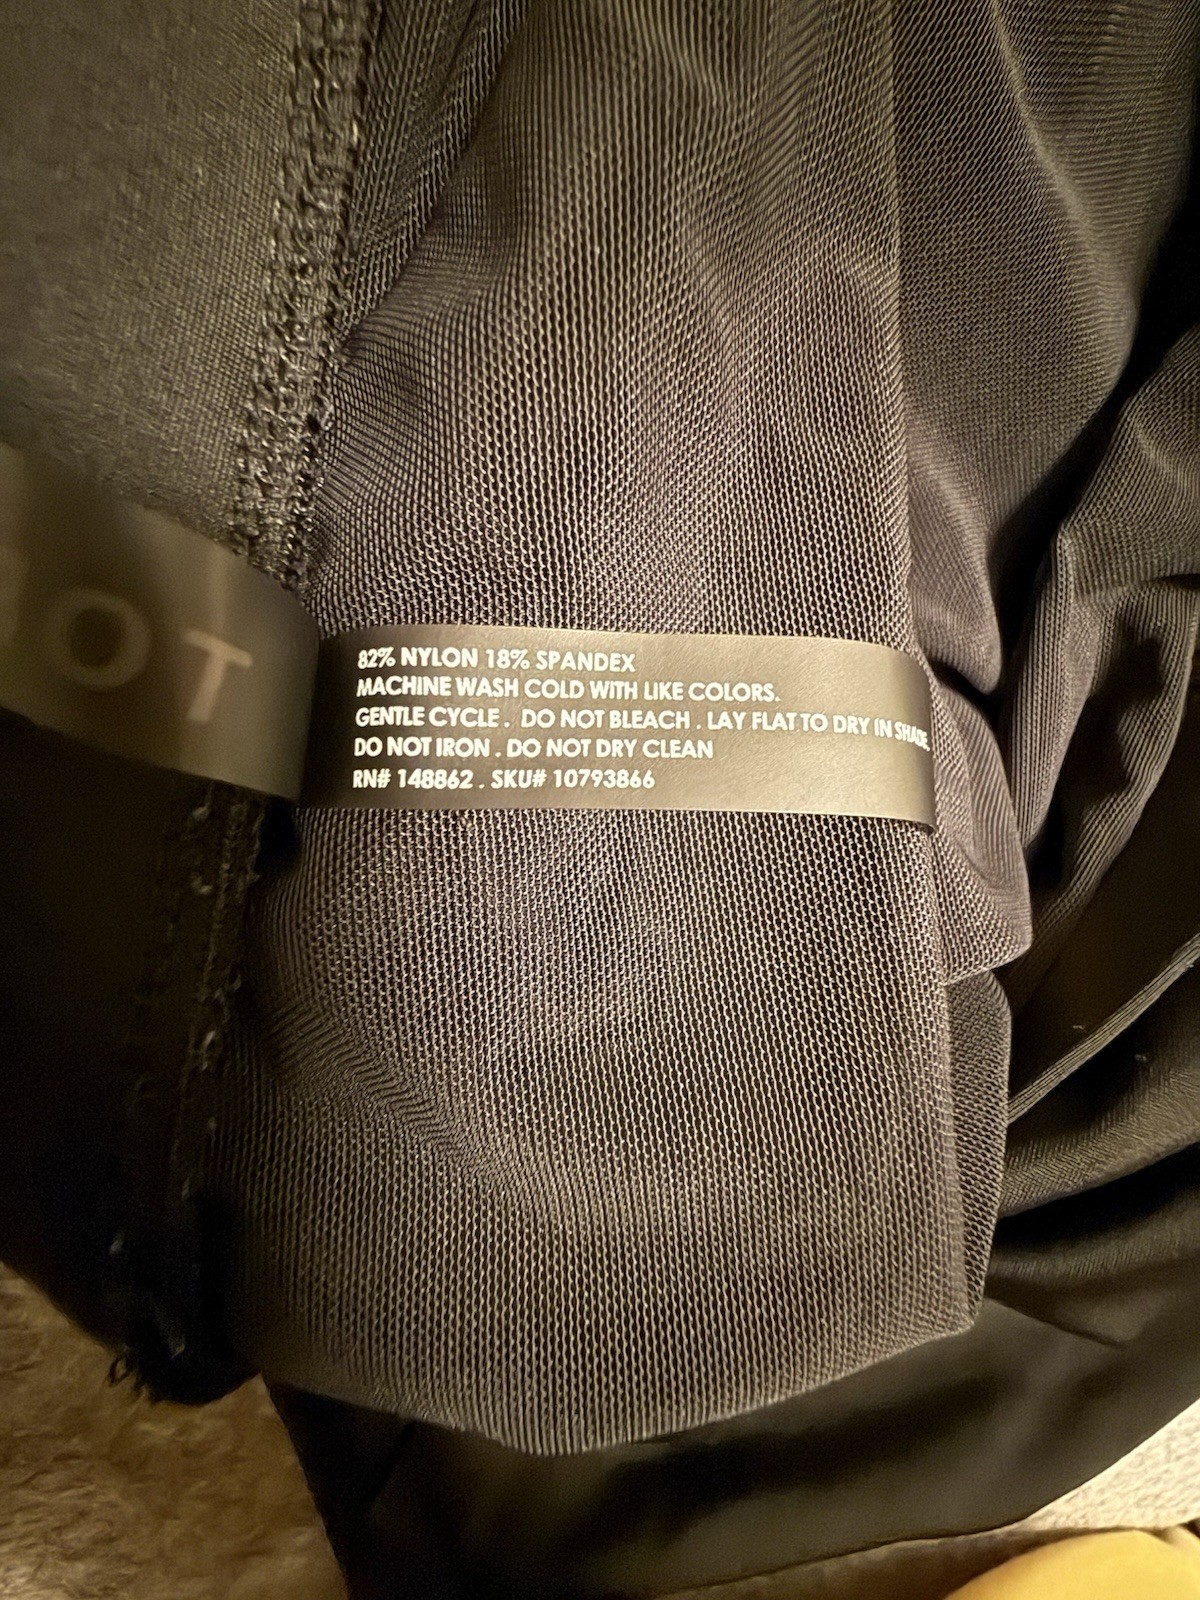 OT
82% NYLON 18% SPANDEX
MACHINE WASH COLD WITH LIKE COLORS.
GENTLE CYCLE . DO NOT BLEACH . LAY FLAT TO DRY IN SHADE.
DO NOT IRON . DO NOT DRY CLEAN
RN# 148862 . SKU# 10793866